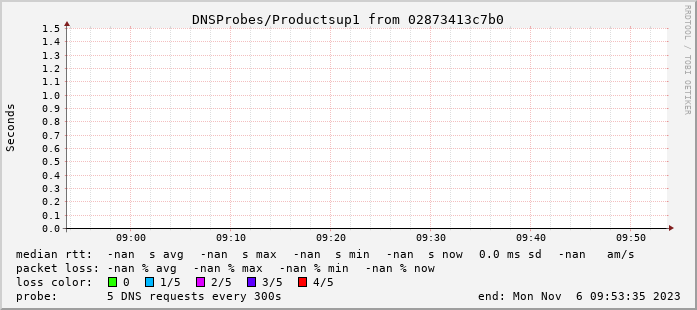 DNSProbes/Productsup1 from 02873413c7b0
RRDTOOL / TOBI OETIKER
Seconds
1.5
1.4
1.3
1.2
1.1
1.0
0.9
0.8
0.7
0.6
0.5
0.4
0.3
0.2
0.1
0.0
09:00 09:10 09:20 09:30 09:40 09:50
median rtt: -nan s avg -nan s max -nan s min -nan s now 0.0 ms sd -nan am/s
packet loss: -nan % avg -nan % max -nan % min -nan % now
loss color: 0 1/5 2/5 3/5 4/5
probe: 5 DNS requests every 300s end: Mon Nov 6 09:53:35 2023